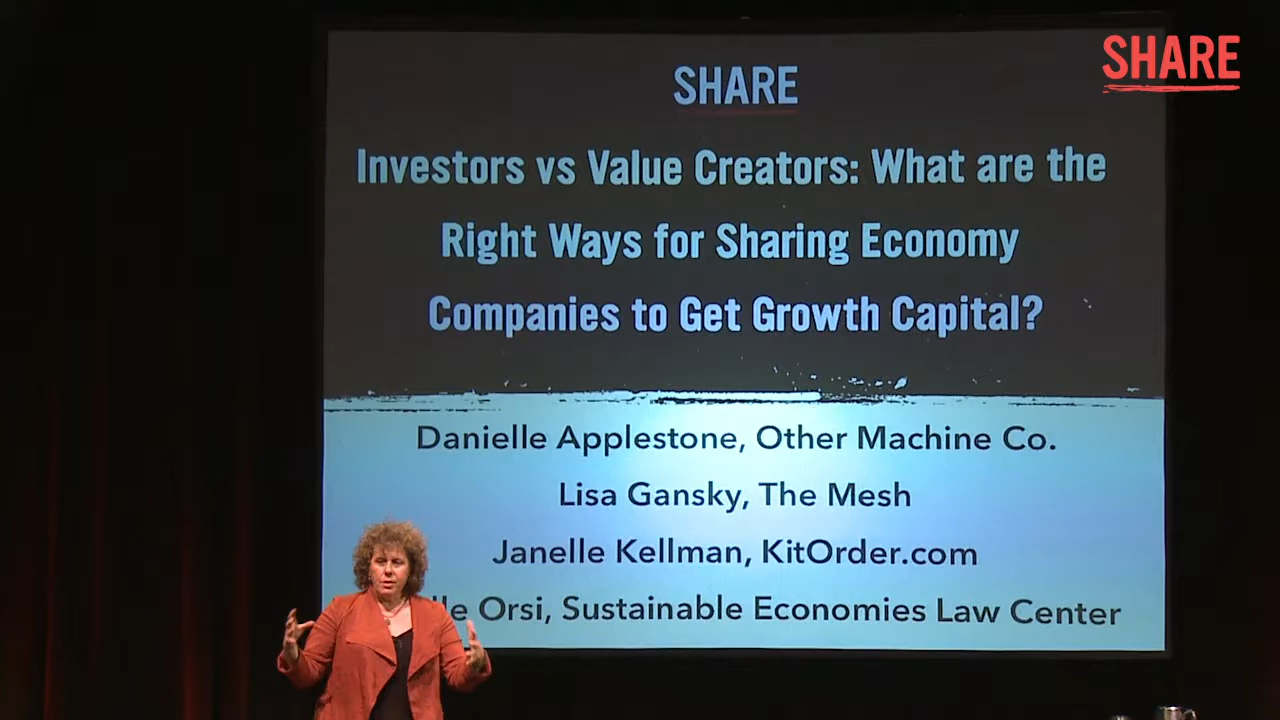 SHARE
SHARE
Investors vs Value Creators: What are the
Right Ways for Sharing Economy
Companies to Get Growth Capital?
Danielle Applestone, Other Machine Co.
Lisa Gansky, The Mesh
Janelle Kellman, KitOrder.com
Orsi, Sustainable Economies Law Center